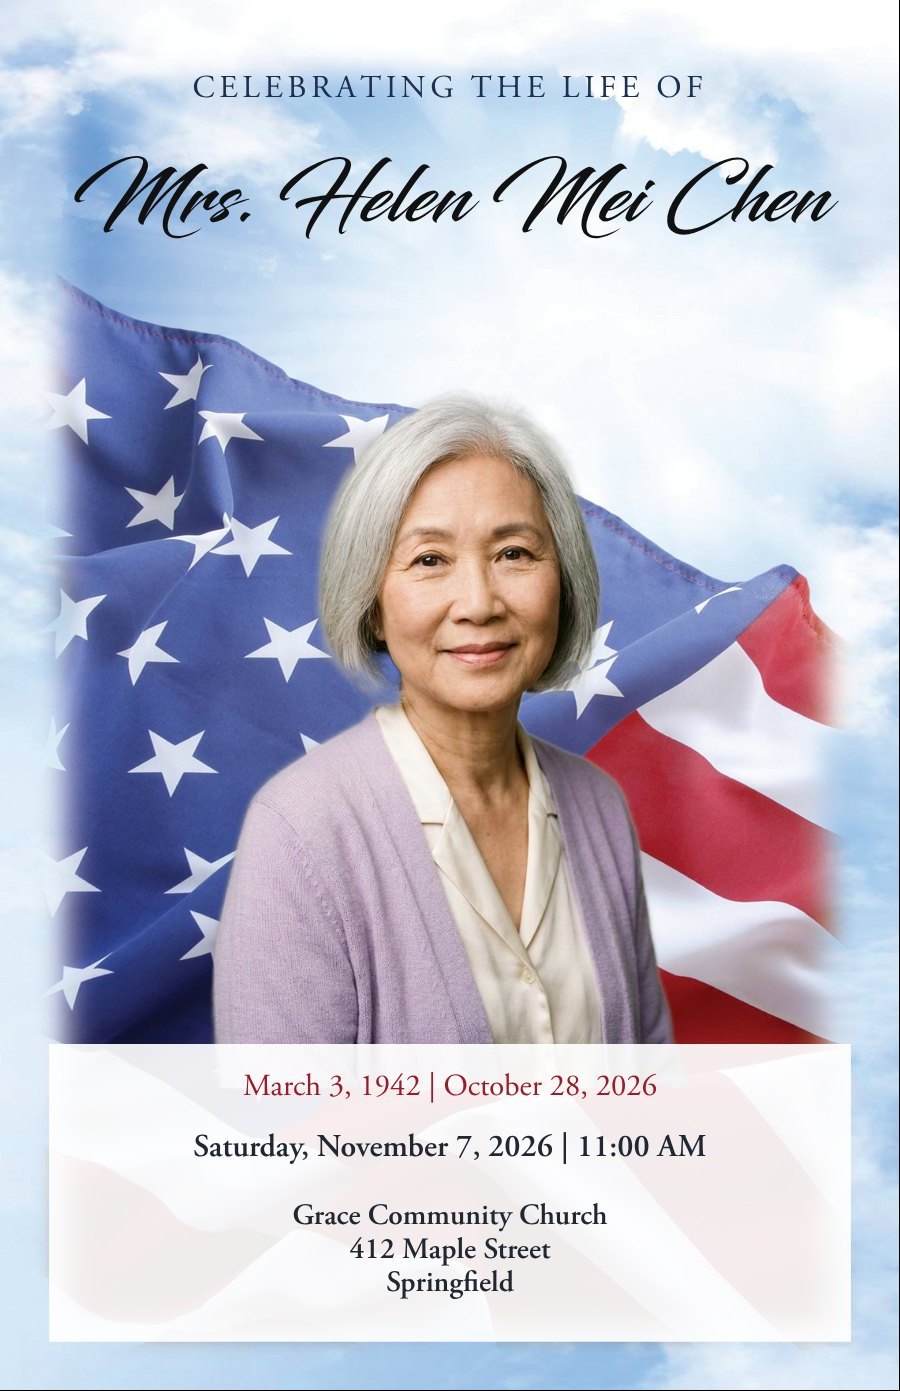 CELEBRATING THE LIFE OF
Mrs. Helen Mei Chen
March 3, 1942 | October 28, 2026
Saturday, November 7, 2026 | 11:00 AM
Grace Community Church
412 Maple Street
Springfield